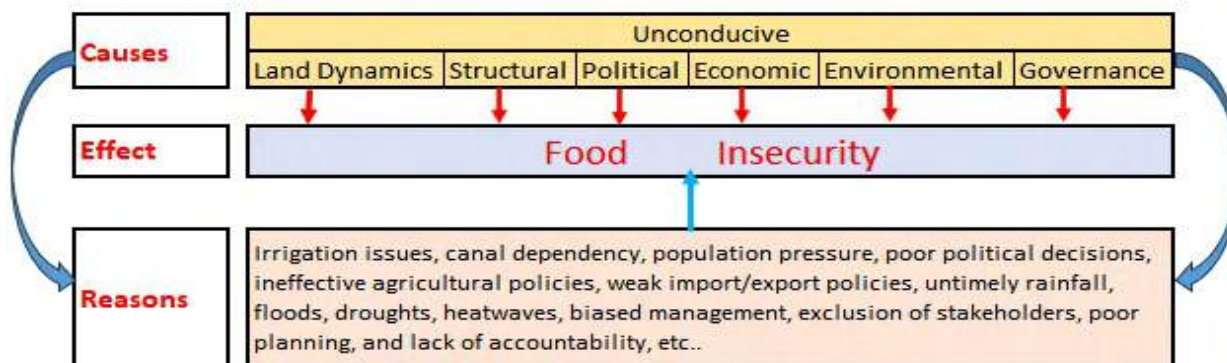 Causes
Unconducive
Land Dynamics Structural Political Economic Environmental Governance
Effect
Food Insecurity
Reasons
Irrigation issues, canal dependency, population pressure, poor political decisions,
ineffective agricultural policies, weak import/export policies, untimely rainfall,
floods, droughts, heatwaves, biased management, exclusion of stakeholders, poor
planning, and lack of accountability, etc..